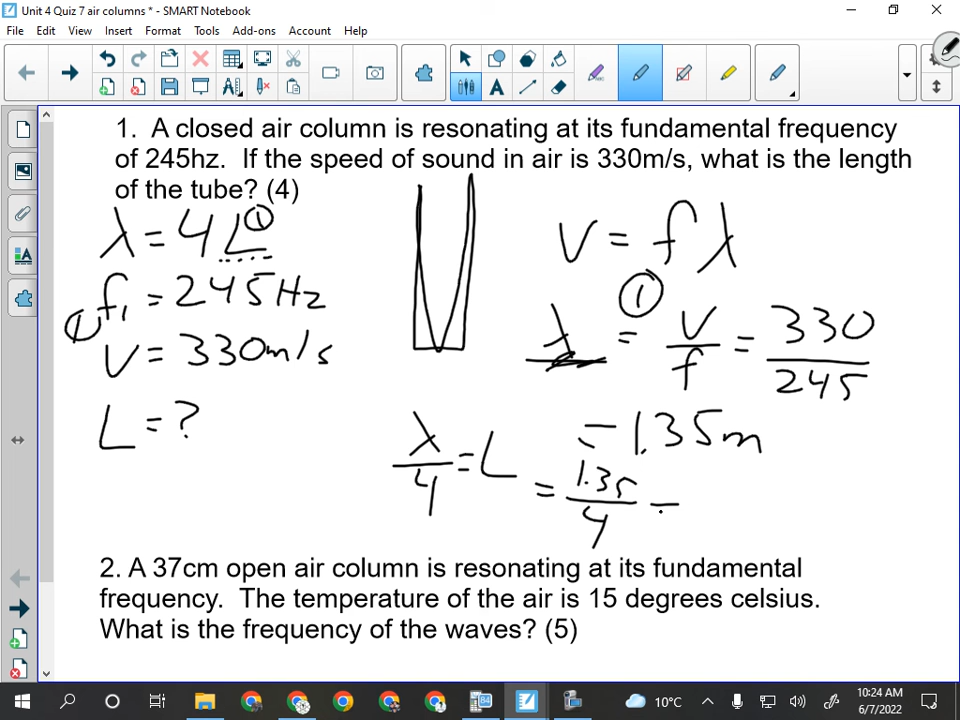 Unit 4 Quiz 7 air columns * - SMART Notebook
File Edit View Insert Format Tools Add-ons Account Help
1. A closed air column is resonating at its fundamental frequency
of 245hz. If the speed of sound in air is 330m/s, what is the length
of the tube? (4)
λ = 4L ①
① f₁ = 245Hz
V = 330m/s
L = ?
V = fλ
①
λ = V/f = 330/245
= 1.35m
λ/4 = L = 1.35/4 =
2. A 37cm open air column is resonating at its fundamental
frequency. The temperature of the air is 15 degrees celsius.
What is the frequency of the waves? (5)
10°C
10:24 AM
6/7/2022